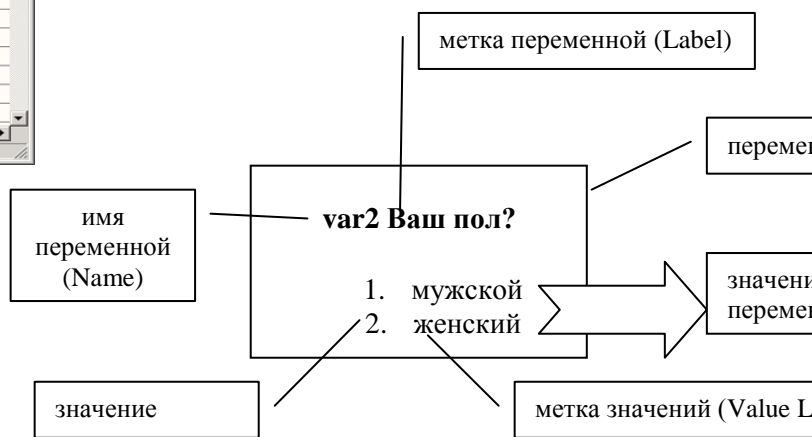 метка переменной (Label)
имя
переменной
(Name)
var2 Ваш пол?
1. мужской
2. женский
значение
метка значений (Value